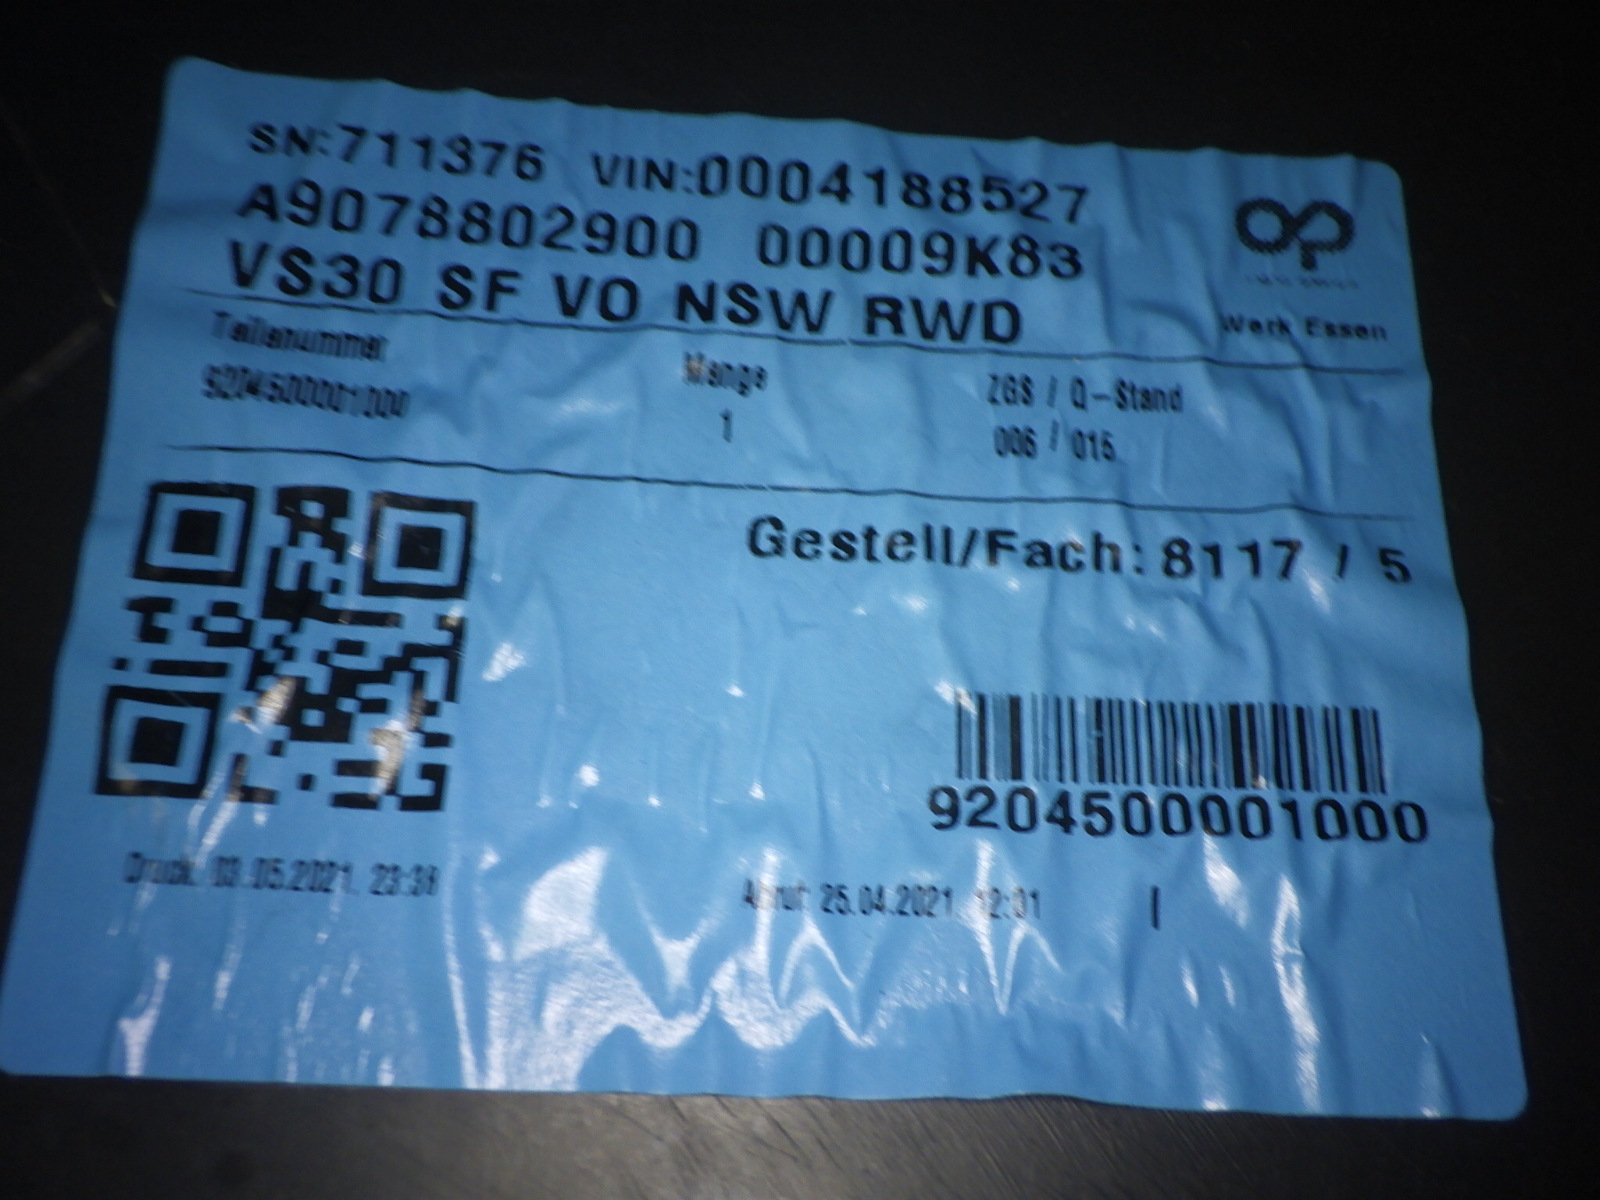 SN:711376 VIN:0004188527
A9078802900 00009K83
VS30 SF VO NSW RWD
Werk Essen
Teilenummer Menge ZGS / Q-Stand
9204500001000 1 006 / 015
Gestell/Fach: 8117 / 5
9204500001000
Druck: 03.05.2021, 23:38 Abruf: 25.04.2021, 12:01